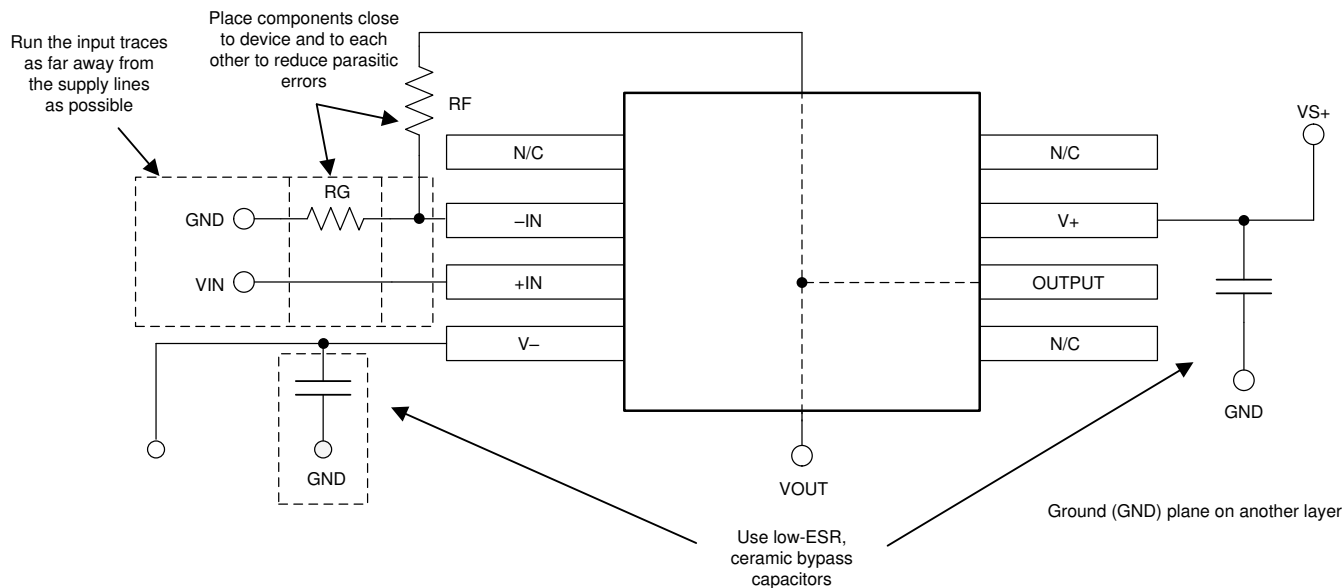 Place components close
to device and to each
other to reduce parasitic
errors
Run the input traces
as far away from
the supply lines
as possible
RF
VS+
N/C
N/C
RG
GND
–IN
V+
VIN
+IN
OUTPUT
V–
N/C
GND
GND
VOUT
Ground (GND) plane on another layer
Use low-ESR,
ceramic bypass
capacitors